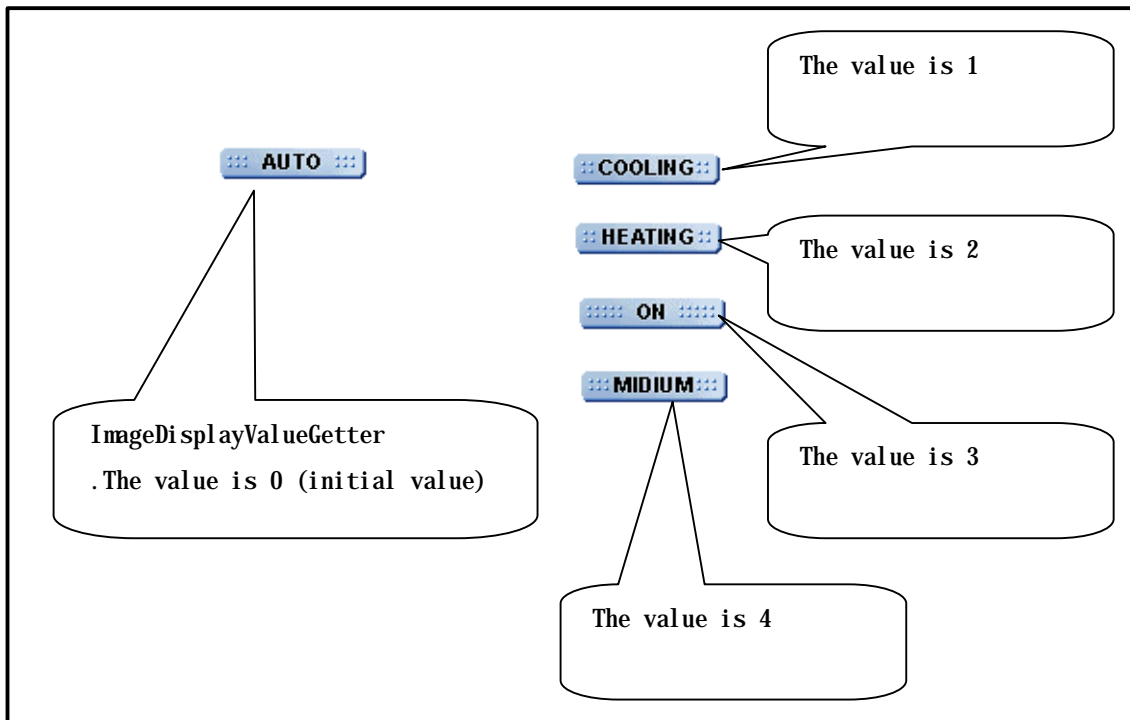 The value is 1
AUTO
COOLING
HEATING
The value is 2
ON
MIDIUM
ImageDisplayValueGetter
.The value is 0 (initial value)
The value is 3
The value is 4